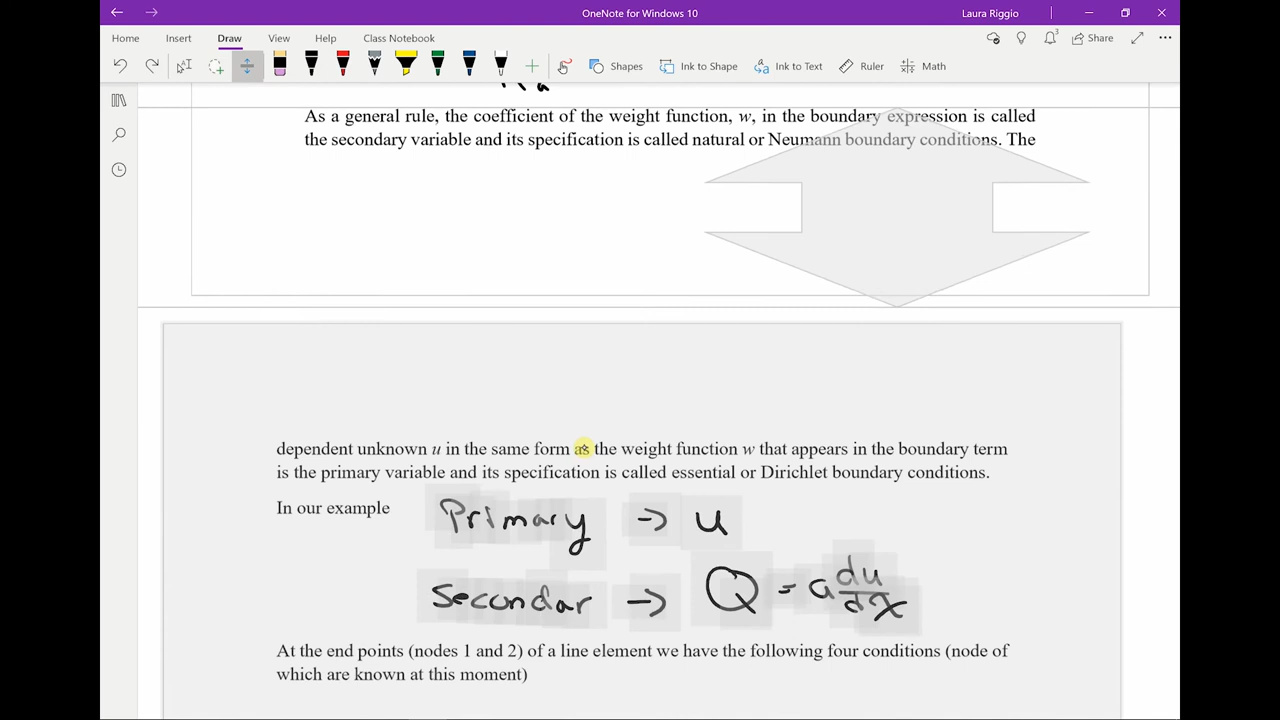 OneNote for Windows 10
Laura Riggio
Home Insert Draw View Help Class Notebook
3 Share
Shapes Ink to Shape Ink to Text Ruler Math
As a general rule, the coefficient of the weight function, w, in the boundary expression is called
the secondary variable and its specification is called natural or Neumann boundary conditions. The
dependent unknown u in the same form as the weight function w that appears in the boundary term
is the primary variable and its specification is called essential or Dirichlet boundary conditions.
In our example Primary -> u
Secondar -> Q = a du/dx
At the end points (nodes 1 and 2) of a line element we have the following four conditions (node of
which are known at this moment)